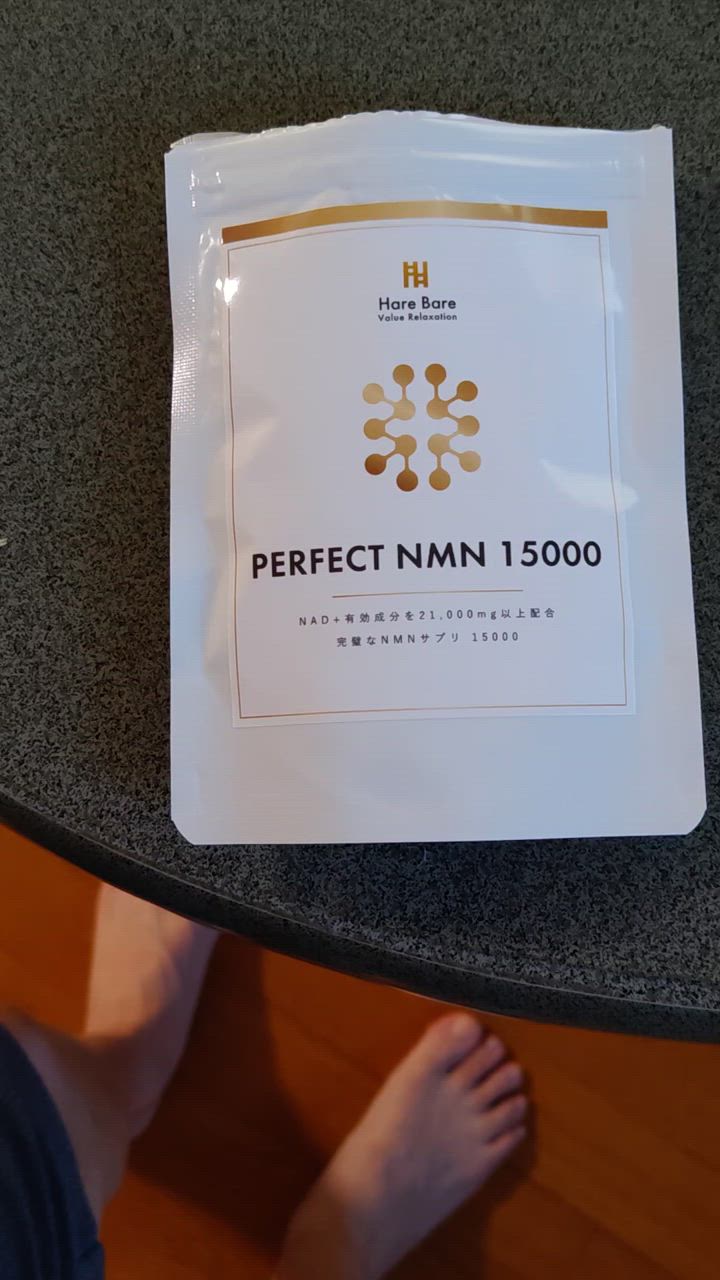 Hare Bare
Value Relaxation
PERFECT NMN 15000
NAD+有効成分を21,000mg以上配合
完璧なNMNサプリ 15000